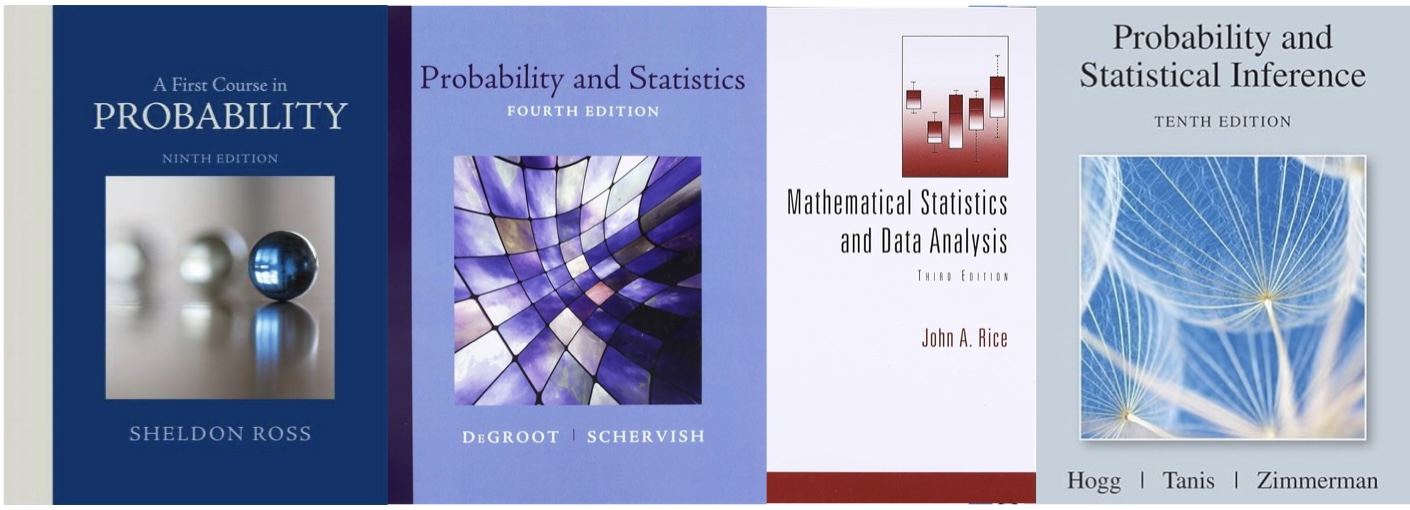 A First Course in
PROBABILITY
NINTH EDITION
SHELDON ROSS
Probability and Statistics
FOURTH EDITION
DEGROOT | SCHERVISH
Mathematical Statistics
and Data Analysis
THIRD EDITION
John A. Rice
Probability and
Statistical Inference
TENTH EDITION
Hogg | Tanis | Zimmerman